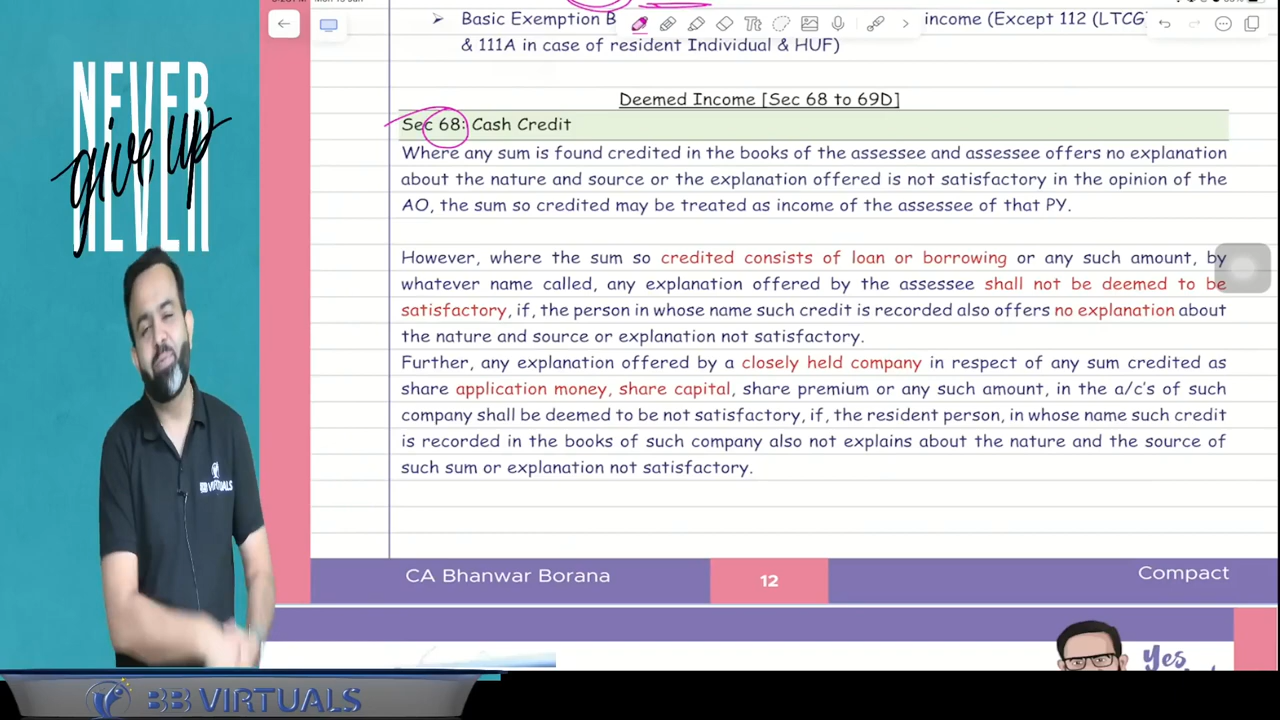 Basic Exemption B income (Except 112 (LTCG)
& 111A in case of resident Individual & HUF)
Deemed Income [Sec 68 to 69D]
Sec 68: Cash Credit
Where any sum is found credited in the books of the assessee and assessee offers no explanation
about the nature and source or the explanation offered is not satisfactory in the opinion of the
AO, the sum so credited may be treated as income of the assessee of that PY.
However, where the sum so credited consists of loan or borrowing or any such amount, by
whatever name called, any explanation offered by the assessee shall not be deemed to be
satisfactory, if, the person in whose name such credit is recorded also offers no explanation about
the nature and source or explanation not satisfactory.
Further, any explanation offered by a closely held company in respect of any sum credited as
share application money, share capital, share premium or any such amount, in the a/c's of such
company shall be deemed to be not satisfactory, if, the resident person, in whose name such credit
is recorded in the books of such company also not explains about the nature and the source of
such sum or explanation not satisfactory.
CA Bhanwar Borana 12 Compact
Yes
NEVER
give up
NEVER
BB VIRTUALS
BB VIRTUALS